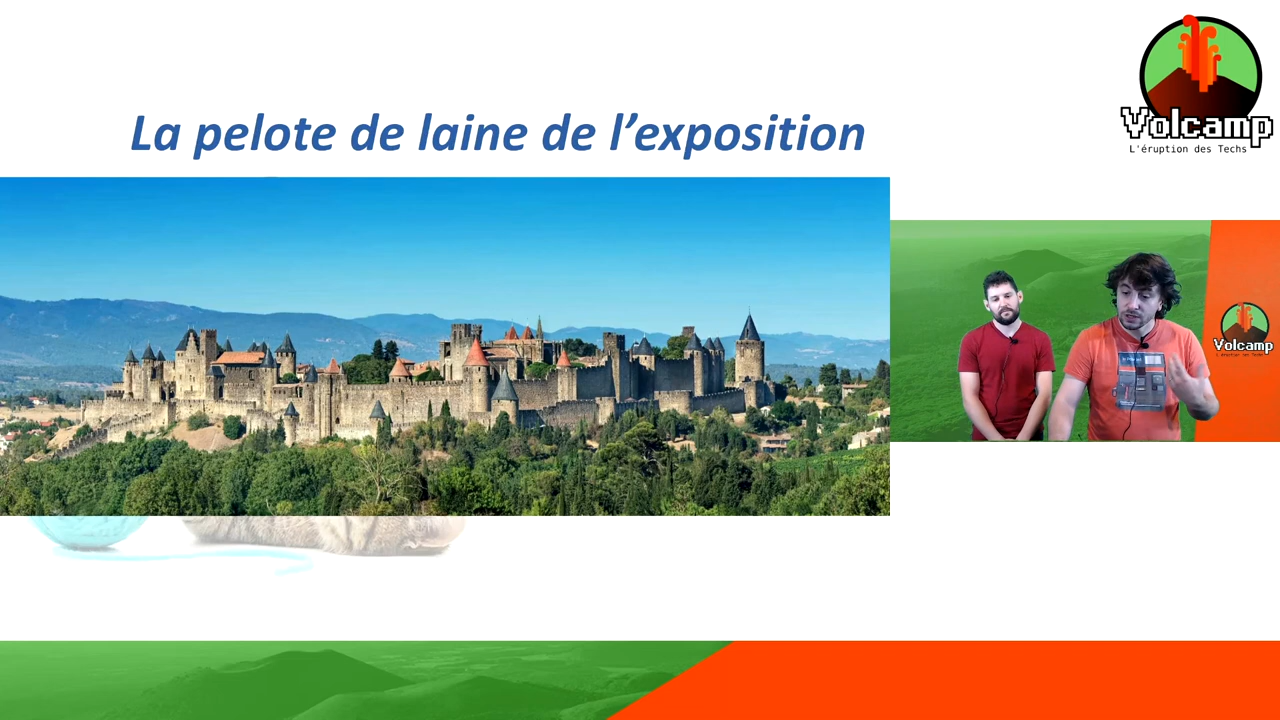 La pelote de laine de l’exposition
Volcamp
L'éruption des Techs
Volcamp